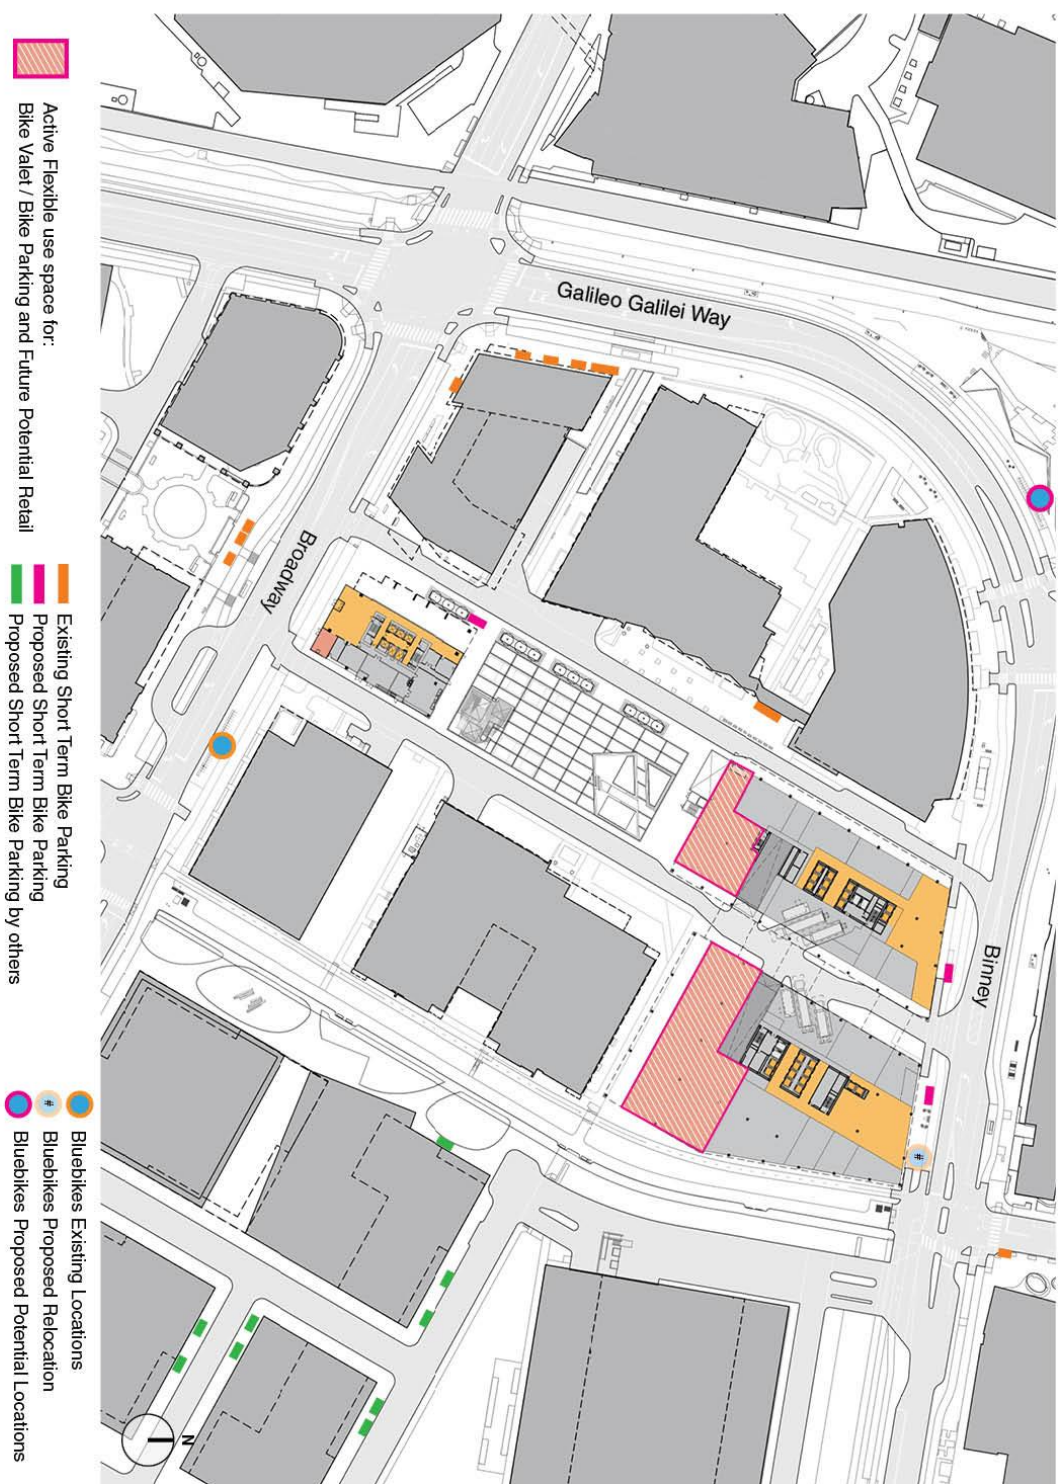 Galileo Galilei Way
Broadway
Binney
#
Active Flexible use space for:
Bike Valet / Bike Parking and Future Potential Retail
Existing Short Term Bike Parking
Proposed Short Term Bike Parking
Proposed Short Term Bike Parking by others
Bluebikes Existing Locations
#
Bluebikes Proposed Relocation
Bluebikes Proposed Potential Locations
N